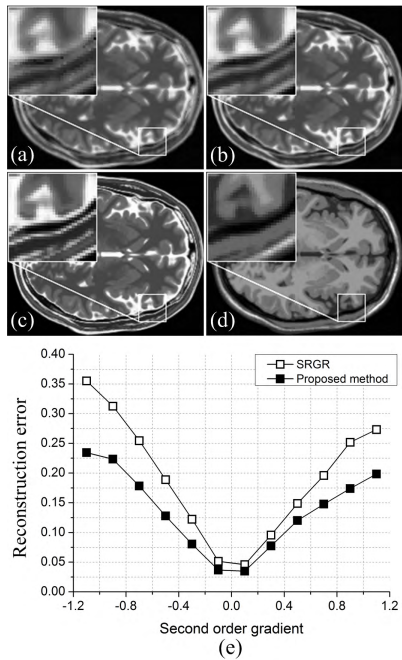 (a)
(b)
(c)
(d)
0.40
0.35
0.30
0.25
0.20
0.15
0.10
0.05
0.00
Reconstruction error
SRGR
Proposed method
-1.2 -0.8 -0.4 0.0 0.4 0.8 1.2
Second order gradient
(e)